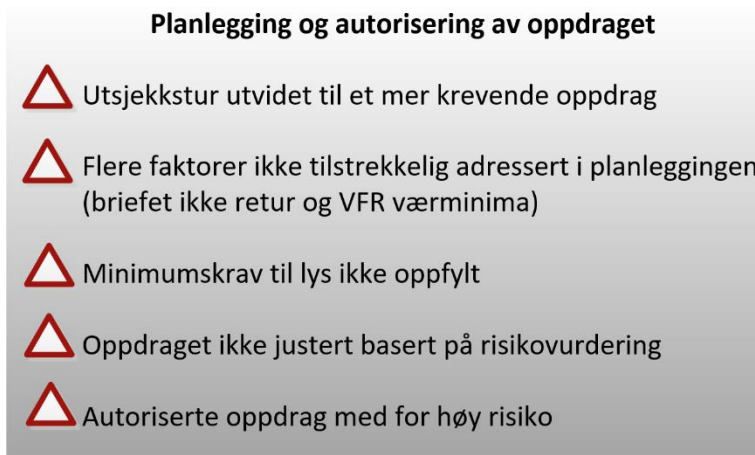 Planlegging og autorisering av oppdraget
Utsjekkstur utvidet til et mer krevende oppdrag
Flere faktorer ikke tilstrekkelig adressert i planleggingen
(briefet ikke retur og VFR værminima)
Minimumskrav til lys ikke oppfylt
Oppdraget ikke justert basert på risikovurdering
Autoriserte oppdrag med for høy risiko